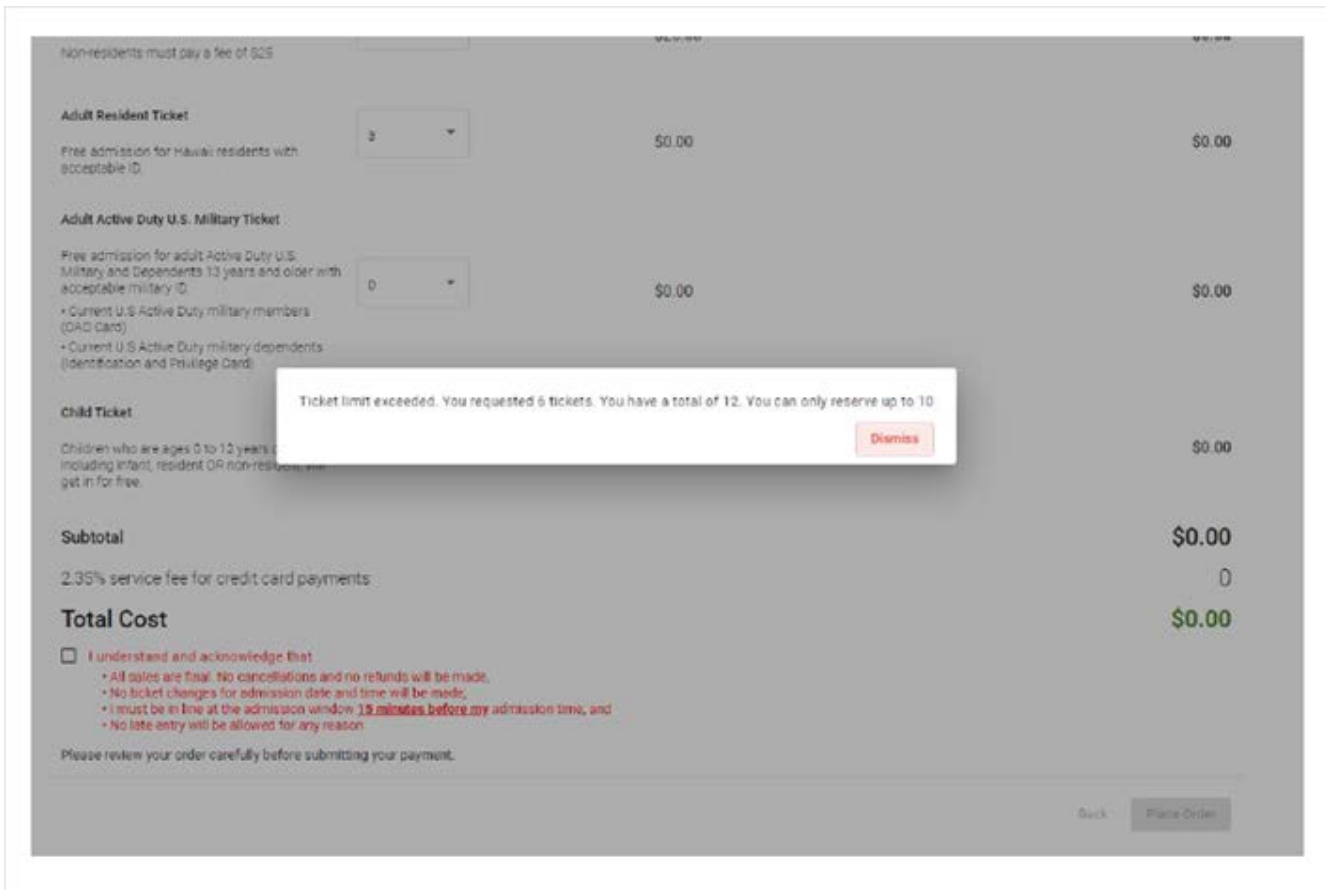 Non-residents must pay a fee of $25
Adult Resident Ticket
3
$0.00
$0.00
Free admission for Hawaii residents with
acceptable ID.
Adult Active Duty U.S. Military Ticket
Free admission for adult Active Duty U.S.
Military and Dependents 13 years and older with
acceptable military ID.
0
$0.00
$0.00
• Current U.S Active Duty military members
(CAC Card)
• Current U.S Active Duty military dependents
(Identification and Privilege Card)
Ticket limit exceeded. You requested 6 tickets. You have a total of 12. You can only reserve up to 10
Dismiss
Child Ticket
Children who are ages 0 to 12 years
including infant, resident OR non-resident, will
get in for free.
$0.00
Subtotal
$0.00
2.35% service fee for credit card payments
0
Total Cost
$0.00
I understand and acknowledge that
• All sales are final. No cancellations and no refunds will be made,
• No ticket changes for admission date and time will be made,
• I must be in line at the admission window 15 minutes before my admission time, and
• No late entry will be allowed for any reason
Please review your order carefully before submitting your payment.
Back
Place Order